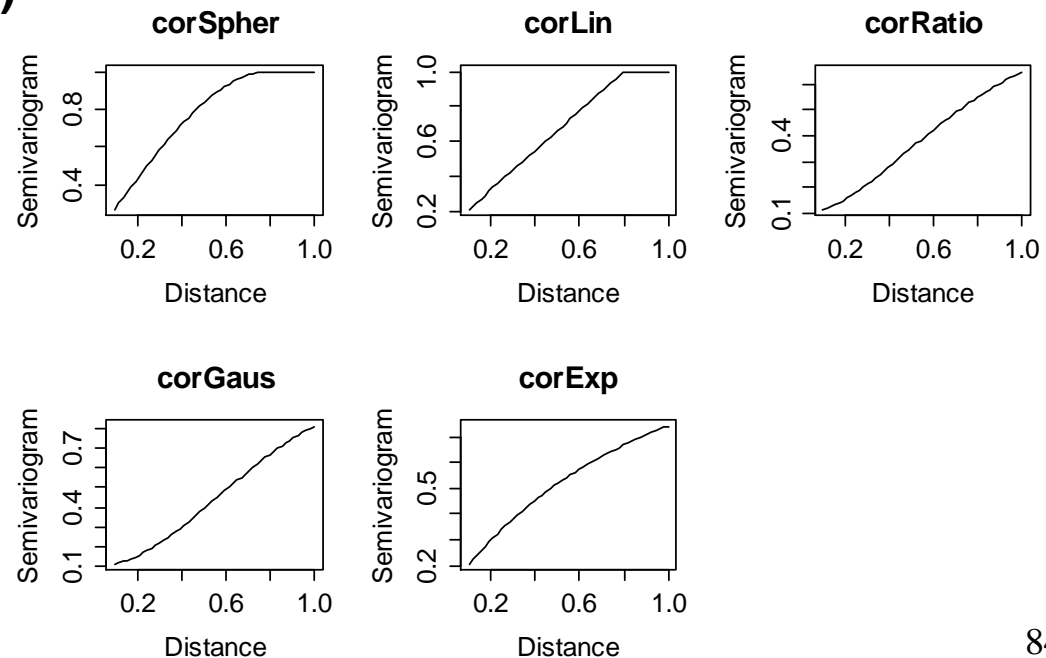 )
corSpher
Semivariogram
0.4 0.8
0.2 0.6 1.0
Distance
corLin
Semivariogram
0.2 0.6 1.0
0.2 0.6 1.0
Distance
corRatio
Semivariogram
0.1 0.4
0.2 0.6 1.0
Distance
corGaus
Semivariogram
0.1 0.4 0.7
0.2 0.6 1.0
Distance
corExp
Semivariogram
0.2 0.5
0.2 0.6 1.0
Distance
84